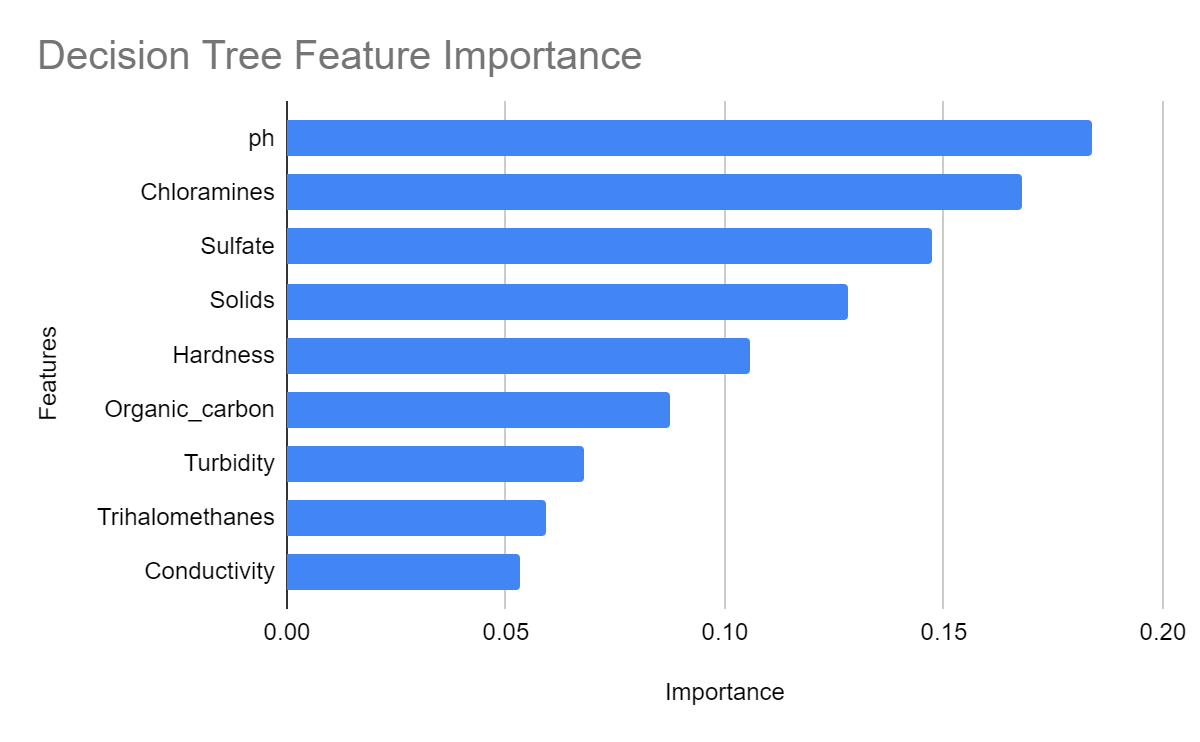 Decision Tree Feature Importance
Features
ph
Chloramines
Sulfate
Solids
Hardness
Organic_carbon
Turbidity
Trihalomethanes
Conductivity
0.00 0.05 0.10 0.15 0.20
Importance